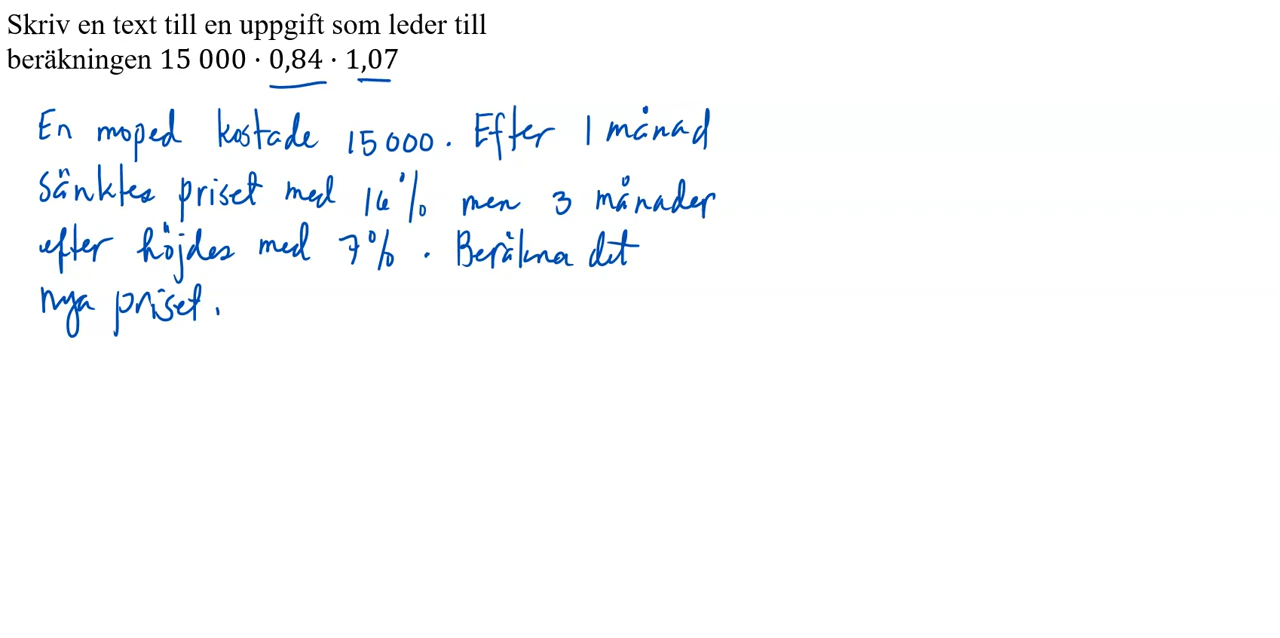 Skriv en text till en uppgift som leder till
beräkningen 15 000 · 0,84 · 1,07
En moped kostade 15000. Efter 1 månad
sänktes priset med 16% men 3 månader
efter höjdes med 7%. Beräkna det
nya priset.